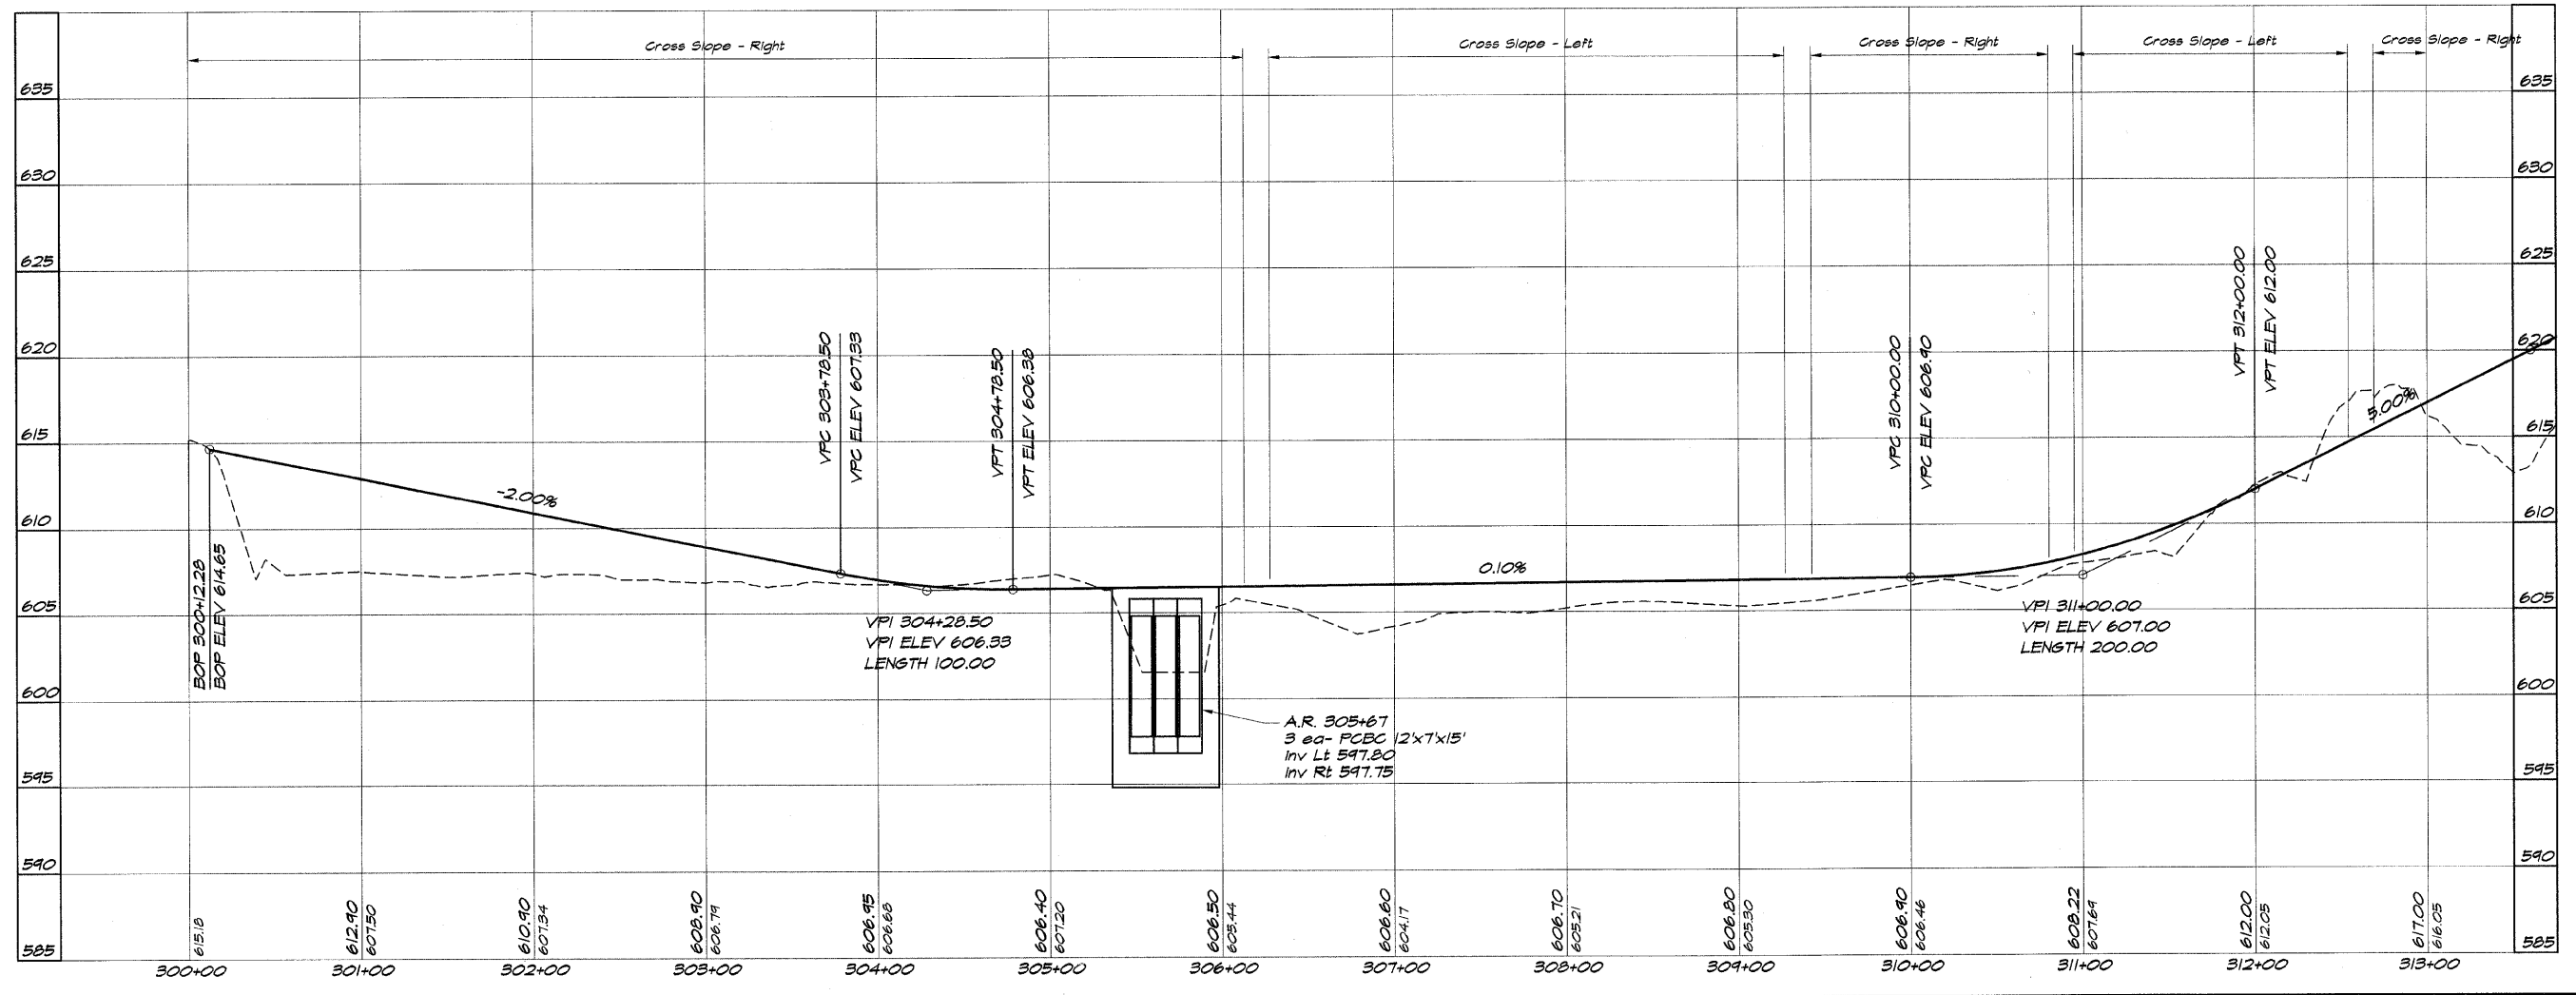 Cross Slope - Right
Cross Slope - Left
Cross Slope - Right
Cross Slope - Left
Cross Slope - Right
635
635
630
630
625
625
620
620
615
615
610
610
605
605
600
600
595
595
590
590
585
585
BOP 300+12.28
BOP ELEV 614.65
-2.00%
VPC 303+78.50
VPC ELEV 607.33
VPI 304+28.50
VPI ELEV 606.33
LENGTH 100.00
VPT 304+78.50
VPT ELEV 606.38
A.R. 305+67
3 ea- PCBC 12'x7'x15'
Inv Lt 597.80
Inv Rt 597.75
0.10%
VPC 310+00.00
VPC ELEV 606.90
VPI 311+00.00
VPI ELEV 607.00
LENGTH 200.00
VPT 312+00.00
VPT ELEV 612.00
5.00%
615.18
612.90
607.50
610.90
607.34
608.90
606.79
606.95
606.68
606.40
607.20
606.50
605.44
606.60
604.17
606.70
605.21
606.80
605.30
606.90
606.46
608.22
607.69
612.00
612.05
617.00
616.05
300+00
301+00
302+00
303+00
304+00
305+00
306+00
307+00
308+00
309+00
310+00
311+00
312+00
313+00